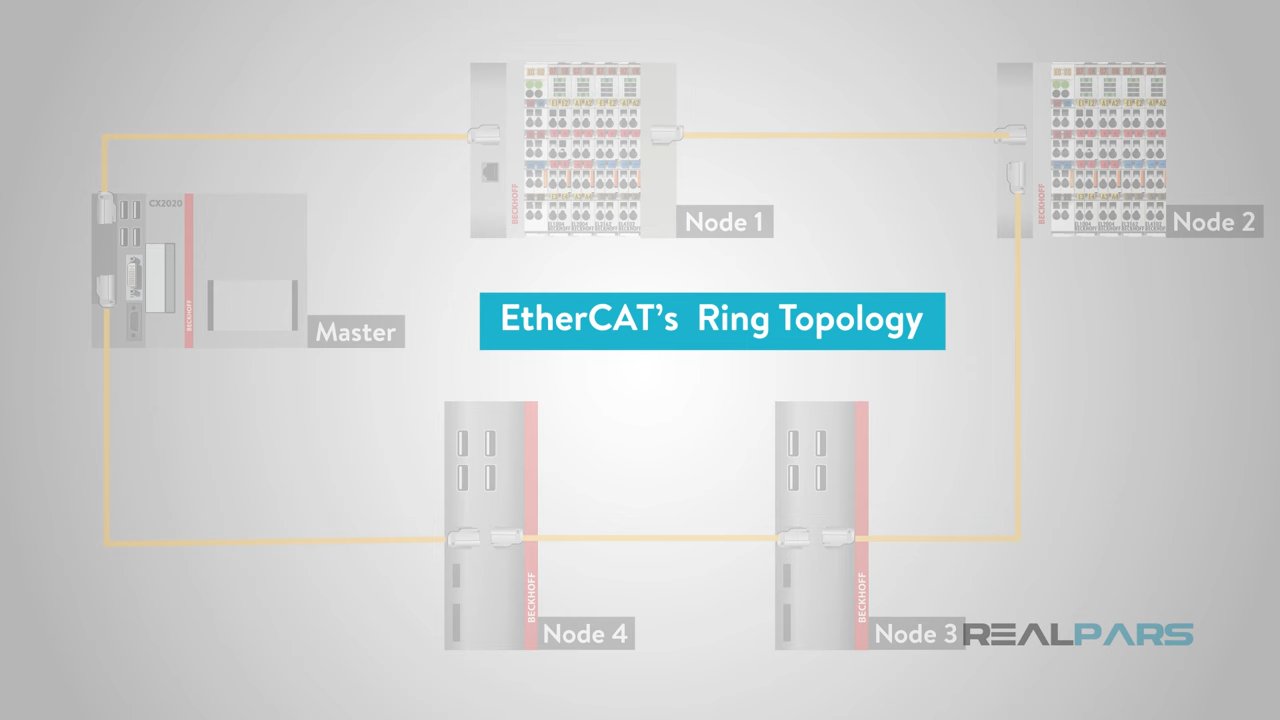 BECKHOFF
Node 1
BECKHOFF
Node 2
CX2020
BECKHOFF
Master
EtherCAT's Ring Topology
BECKHOFF
Node 4
BECKHOFF
Node 3
REALPARS